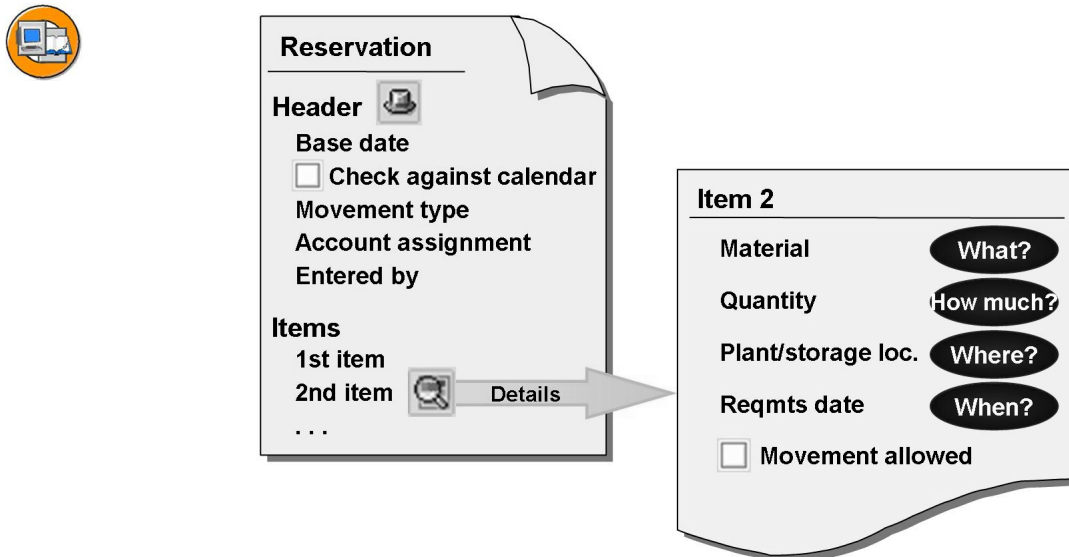 Reservation
Header
Base date
Check against calendar
Movement type
Account assignment
Entered by
Items
1st item
2nd item
Details
. . .
Item 2
Material What?
Quantity How much?
Plant/storage loc. Where?
Reqmts date When?
Movement allowed